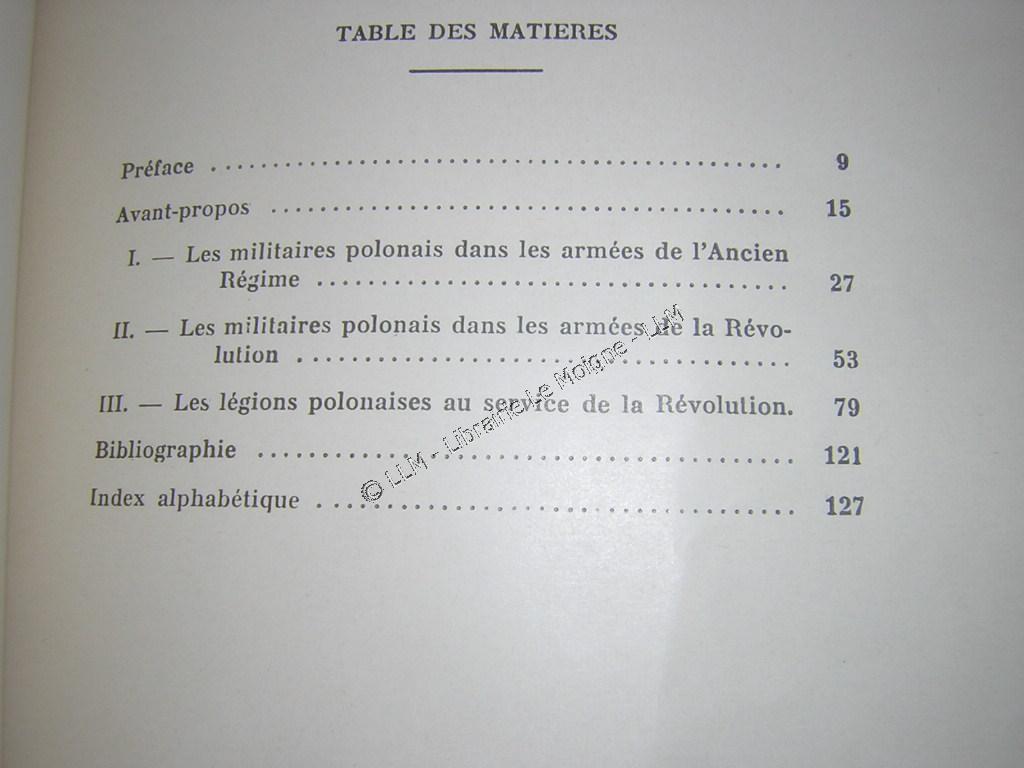 TABLE DES MATIERES
Préface . . . . . . . . . . . . . . . . . . . . . . . . . . . . . . . . . . . . . . . . . . . . . 9
Avant-propos . . . . . . . . . . . . . . . . . . . . . . . . . . . . . . . . . . . . . . . . 15
I. — Les militaires polonais dans les armées de l'Ancien
Régime . . . . . . . . . . . . . . . . . . . . . . . . . . . . . . . . . . . . . 27
II. — Les militaires polonais dans les armées de la Révo-
lution . . . . . . . . . . . . . . . . . . . . . . . . . . . . . . . . . . . . . . 53
III. — Les légions polonaises au service de la Révolution. 79
Bibliographie . . . . . . . . . . . . . . . . . . . . . . . . . . . . . . . . . . . . . . . . 121
Index alphabétique . . . . . . . . . . . . . . . . . . . . . . . . . . . . . . . . . . . . 127
© LLM - Librairie Le Moigne - LLM